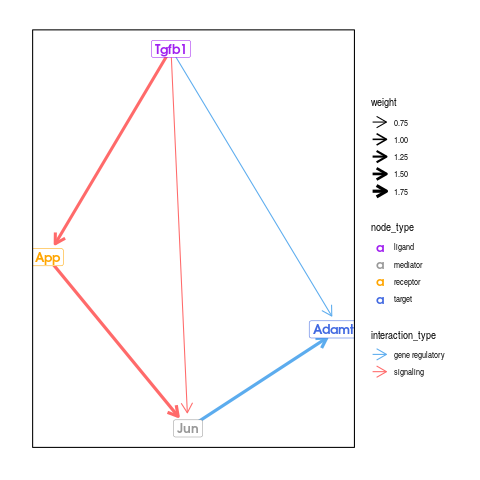 Tgfb1
App
Adamt
Jun
weight
0.75
1.00
1.25
1.50
1.75
node_type
a ligand
a mediator
a receptor
a target
interaction_type
gene regulatory
signaling